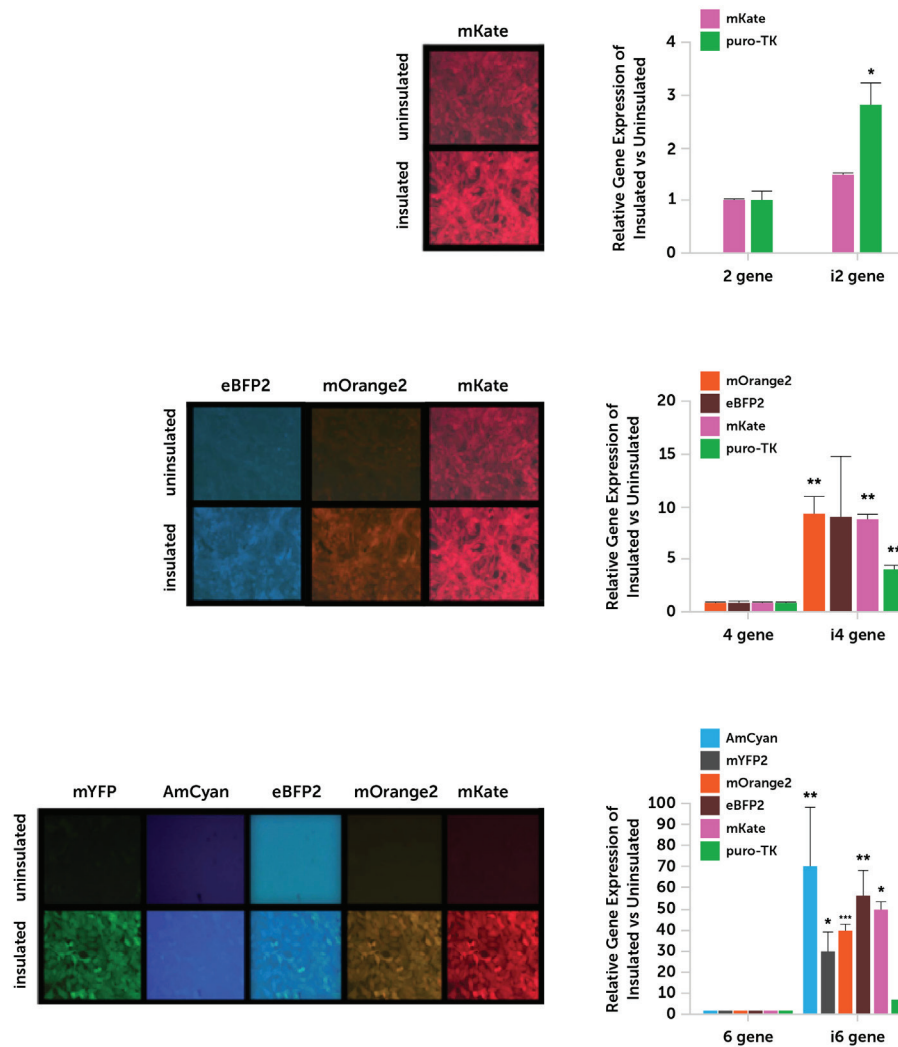 mKate
uninsulated
insulated
mKate
puro-TK
Relative Gene Expression of
Insulated vs Uninsulated
4
3
2
1
0
*
2 gene
i2 gene
eBFP2
mOrange2
mKate
uninsulated
insulated
mOrange2
eBFP2
mKate
puro-TK
Relative Gene Expression of
Insulated vs Uninsulated
20
15
10
5
0
**
**
**
4 gene
i4 gene
mYFP
AmCyan
eBFP2
mOrange2
mKate
uninsulated
insulated
AmCyan
mYFP2
mOrange2
eBFP2
mKate
puro-TK
Relative Gene Expression of
Insulated vs Uninsulated
100
90
80
70
60
50
40
30
20
10
0
**
*
***
**
*
6 gene
i6 gene